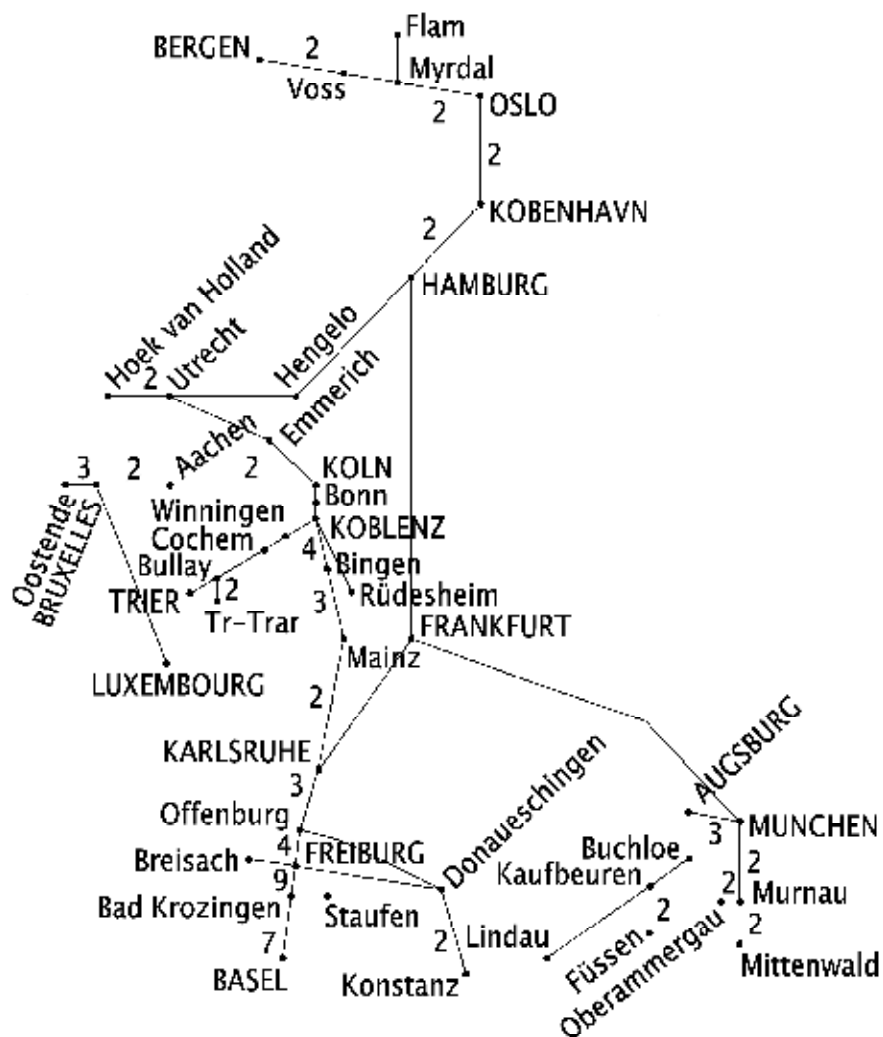 Flam
BERGEN
2
Voss
Myrdal
2
OSLO
2
KOBENHAVN
2
HAMBURG
Hoek van Holland
2
Utrecht
Hengelo
Emmerich
Aachen
3
2
2
KOLN
Bonn
Oostende
BRUXELLES
Winningen
KOBLENZ
Cochem
4
Bingen
Bullay
TRIER
2
3
Rüdesheim
Tr-Trar
FRANKFURT
Mainz
LUXEMBOURG
2
KARLSRUHE
3
AUGSBURG
Offenburg
Donaueschingen
4
MUNCHEN
3
Breisach
FREIBURG
Buchloe
2
9
Kaufbeuren
2
Murnau
Bad Krozingen
Staufen
2
2
7
2
Lindau
Füssen
Oberammergau
Mittenwald
BASEL
Konstanz